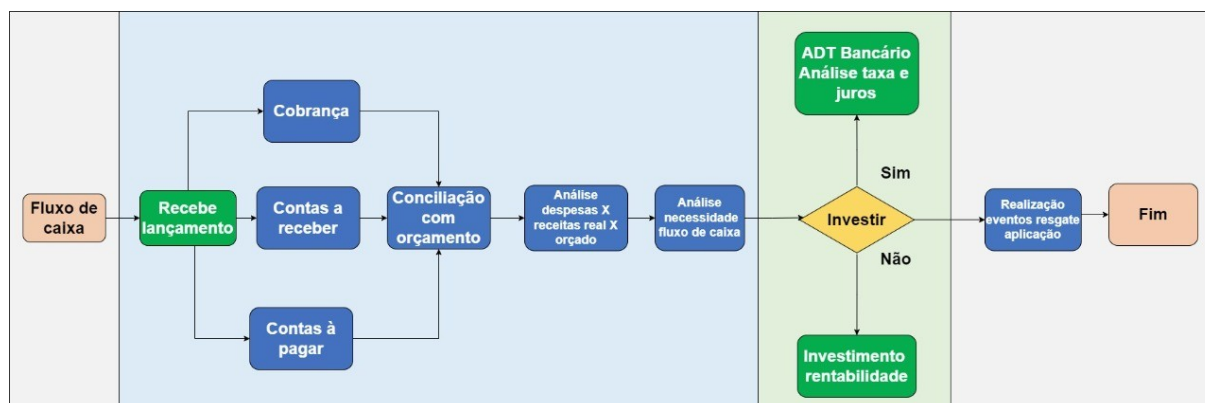 Fluxo de
caixa
Recebe
lançamento
Cobrança
Contas a
receber
Contas à
pagar
Conciliação
com
orçamento
Análise
despesas X
receitas real X
orçado
Análise
necessidade
fluxo de caixa
ADT Bancário
Análise taxa e
juros
Sim
Investir
Não
Investimento
rentabilidade
Realização
eventos resgate
aplicação
Fim